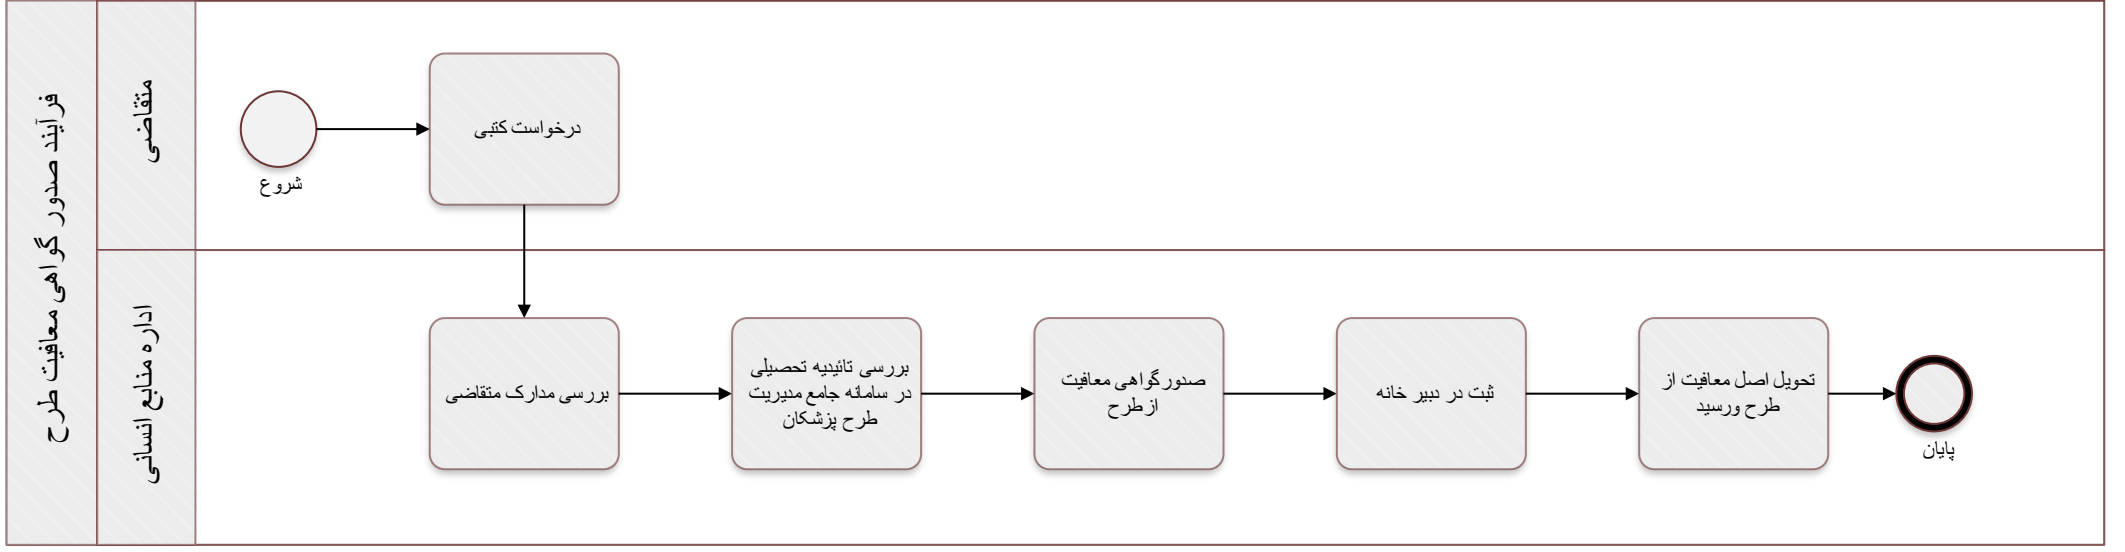 فرآیند صدور گواهی معافیت طرح
متقاضی
شروع
درخواست کتبی
اداره منابع انسانی
بررسی مدارک متقاضی
بررسی تائیدیه تحصیلی
در سامانه جامع مدیریت
طرح پزشکان
صدورگواهی معافیت
ازطرح
ثبت در دبیر خانه
تحویل اصل معافیت از
طرح ورسید
پایان